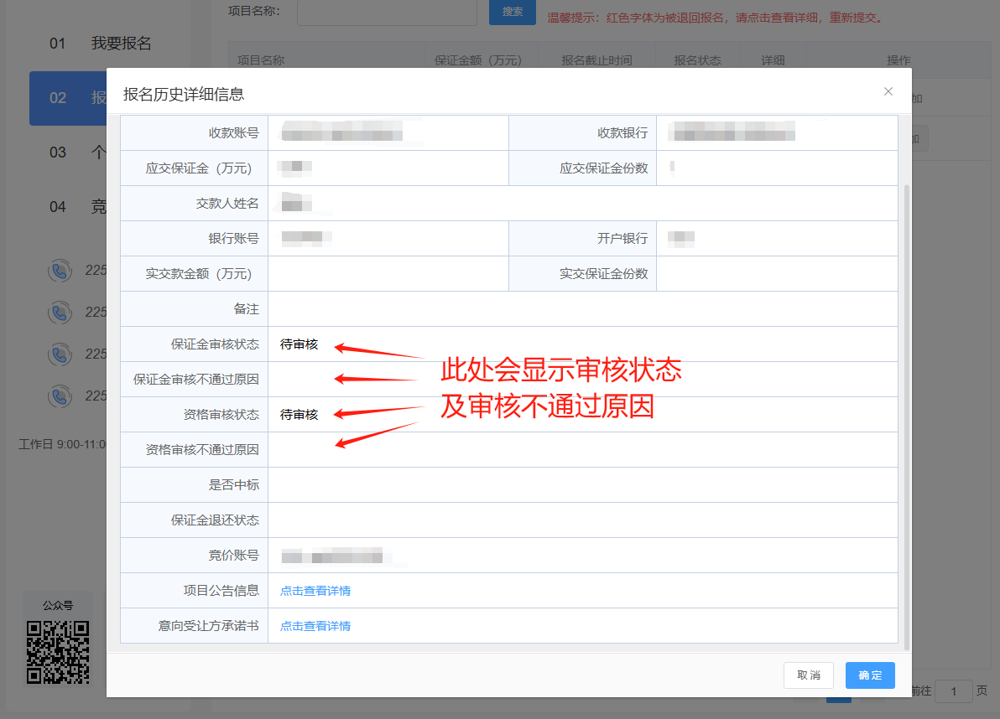 项目名称：
搜索
温馨提示：红色字体为被退回报名，请点击查看详细，重新提交。
01 我要报名
项目名称 保证金额（万元） 报名截止时间 报名状态 详细 操作
02 报
加
03 个
加
04 竞
225
225
225
225
工作日 9:00-11:0
公众号
报名历史详细信息
收款账号 收款银行
应交保证金（万元） 应交保证金份数
交款人姓名
银行账号 开户银行
实交款金额（万元） 实交保证金份数
备注
保证金审核状态 待审核
保证金审核不通过原因
资格审核状态 待审核
资格审核不通过原因
此处会显示审核状态
及审核不通过原因
是否中标
保证金退还状态
竞价账号
项目公告信息 点击查看详情
意向受让方承诺书 点击查看详情
取消 确定
前往 1 页